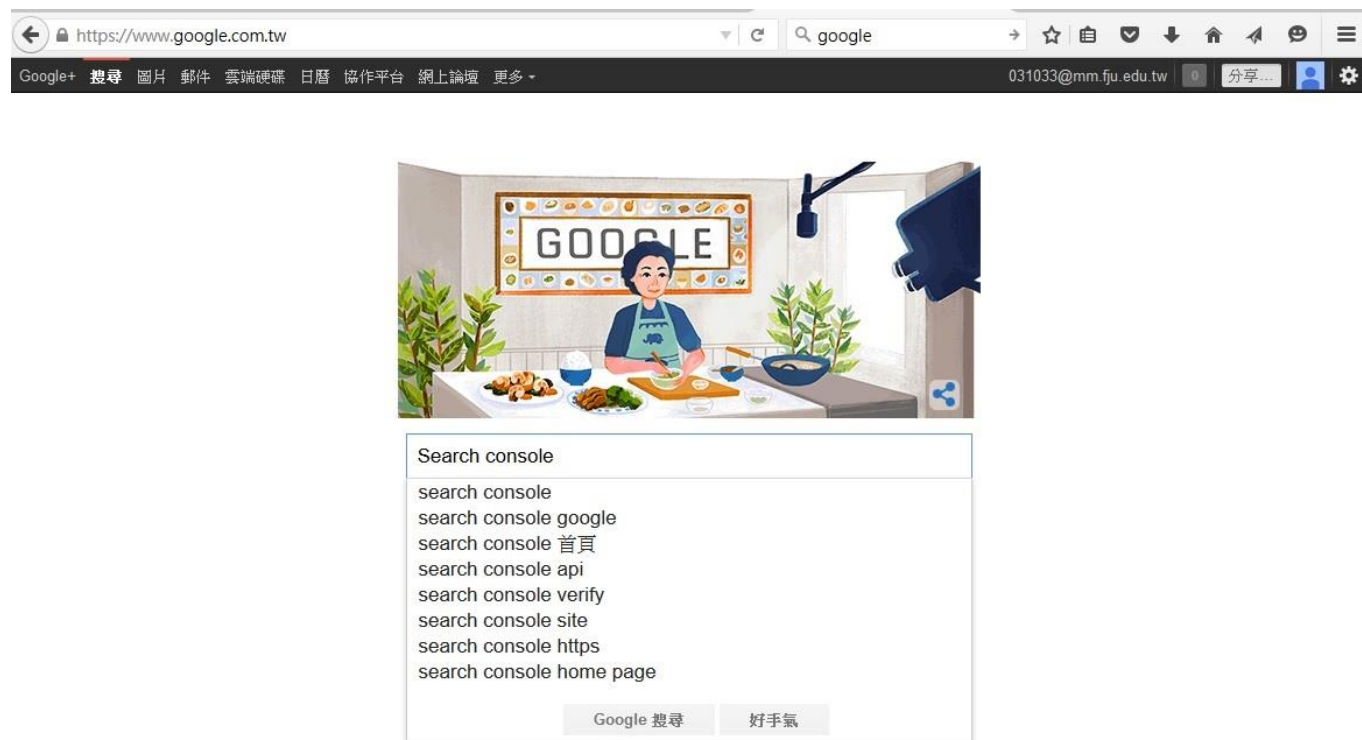 https://www.google.com.tw google
Google+ 搜尋 圖片 郵件 雲端硬碟 日曆 協作平台 網上論壇 更多 031033@mm.fju.edu.tw 0 分享...
GOOGLE
Search console
search console
search console google
search console 首頁
search console api
search console verify
search console site
search console https
search console home page
Google 搜尋 好手氣